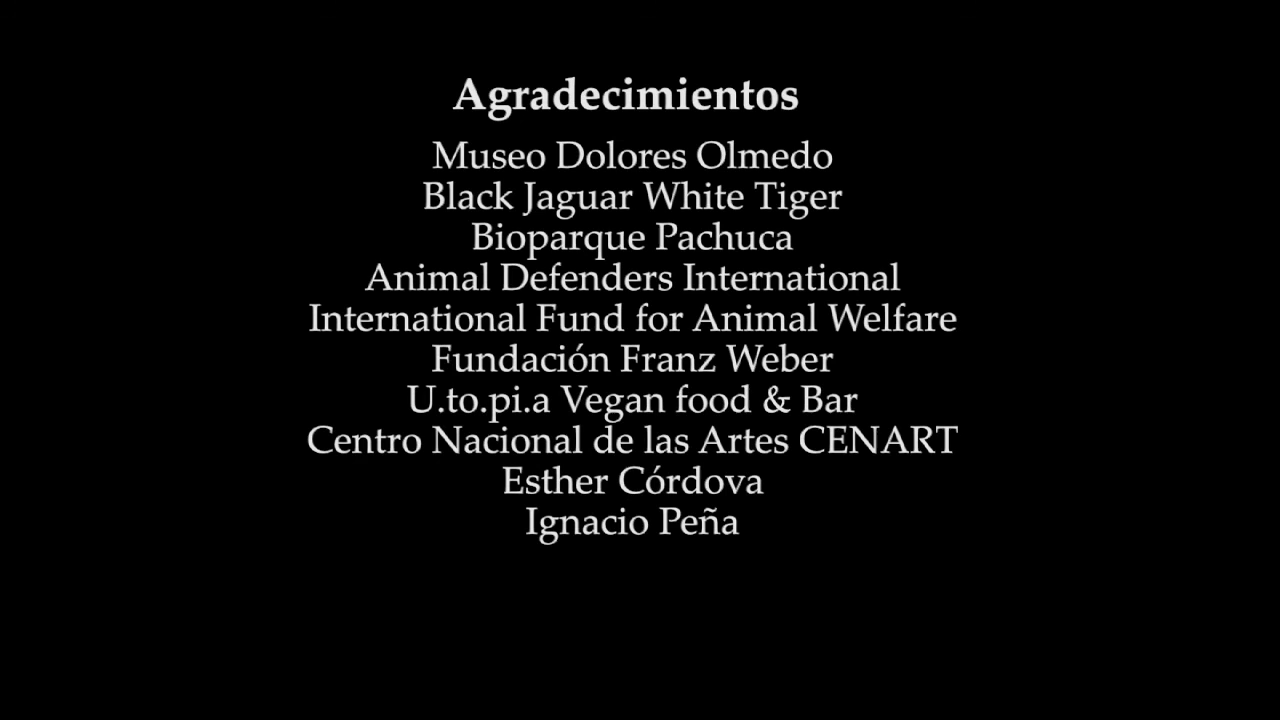 Agradecimientos
Museo Dolores Olmedo
Black Jaguar White Tiger
Bioparque Pachuca
Animal Defenders International
International Fund for Animal Welfare
Fundación Franz Weber
U.to.pi.a Vegan food & Bar
Centro Nacional de las Artes CENART
Esther Córdova
Ignacio Peña